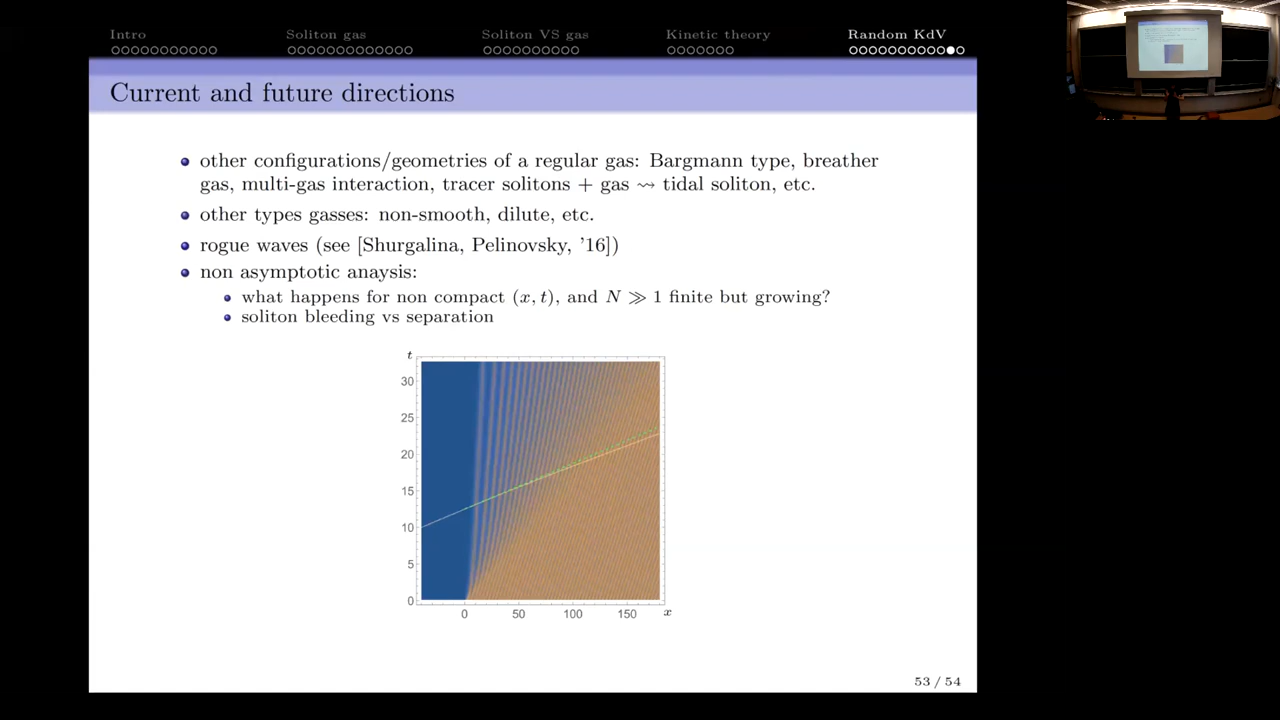 Intro Soliton gas Soliton VS gas Kinetic theory Random KdV
Current and future directions
other configurations/geometries of a regular gas: Bargmann type, breather
gas, multi-gas interaction, tracer solitons + gas ⇝ tidal soliton, etc.
other types gasses: non-smooth, dilute, etc.
rogue waves (see [Shurgalina, Pelinovsky, '16])
non asymptotic anaysis:
what happens for non compact (x, t), and N ≫ 1 finite but growing?
soliton bleeding vs separation
t
30
25
20
15
10
5
0
0 50 100 150 x
53 / 54